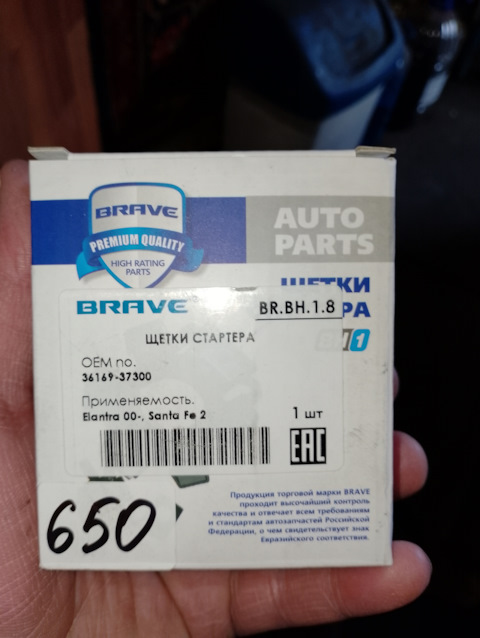 BRAVE
PREMIUM QUALITY
HIGH RATING
PARTS
AUTO
PARTS
ЩЕТКИ
BRAVE
BR.BH.1.8
ЩЕТКИ СТАРТЕРА
OEM no.
36169-37300
Применяемость.
Elantra 00-, Santa Fe 2
1 шт
EAC
650
Продукция торговой марки BRAVE
проходит высочайший контроль
качества и отвечает всем требованиям
и стандартам автозапчастей Российской
Федерации, о чем свидетельствует знак
Евразийского соответствия.